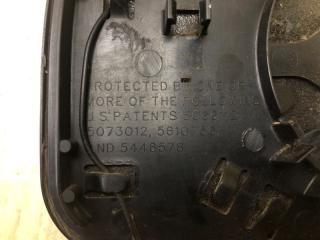 PROTECTED BY ONE OR
MORE OF THE FOLLOWING
U.S. PATENTS
5073012,
AND 5448578